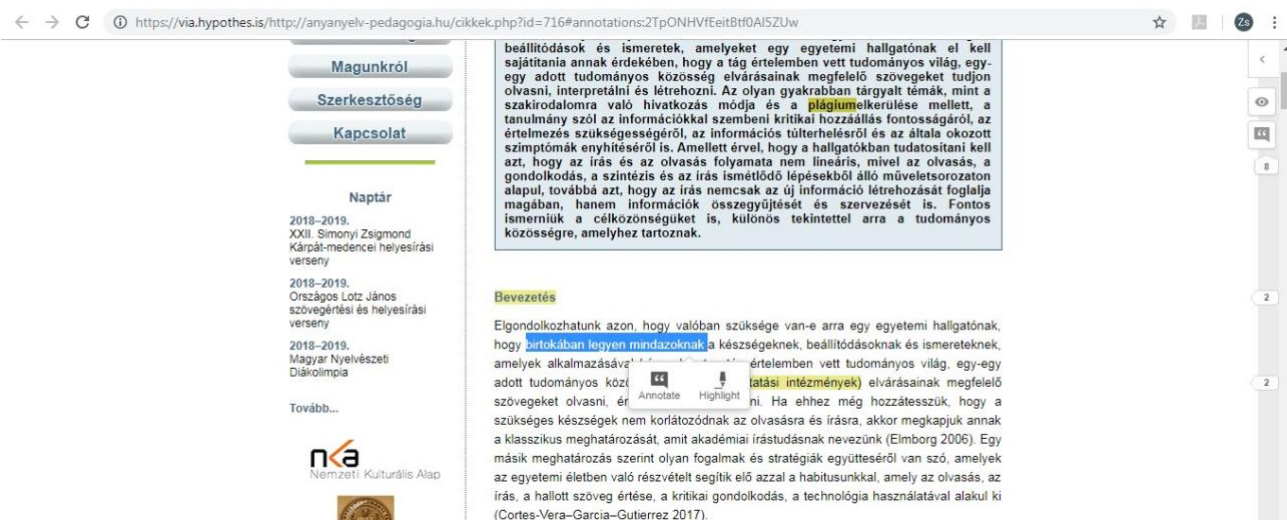 https://via.hypothes.is/http://anyanyelv-pedagogia.hu/cikkek.php?id=716#annotations:2TpONHVfEeitBtf0Al5ZUw
Zs
Magunkról
Szerkesztőség
Kapcsolat
Naptár
2018–2019.
XXII. Simonyi Zsigmond
Kárpát-medencei helyesírási
verseny
2018–2019.
Országos Lotz János
szövegértési és helyesírási
verseny
2018–2019.
Magyar Nyelvészeti
Diákolimpia
Tovább...
nka
Nemzeti Kulturális Alap
beállítódások és ismeretek, amelyeket egy egyetemi hallgatónak el kell
sajátítania annak érdekében, hogy a tág értelemben vett tudományos világ, egy-
egy adott tudományos közösség elvárásainak megfelelő szövegeket tudjon
olvasni, interpretálni és létrehozni. Az olyan gyakrabban tárgyalt témák, mint a
szakirodalomra való hivatkozás módja és a plágiumelkerülése mellett, a
tanulmány szól az információkkal szembeni kritikai hozzáállás fontosságáról, az
értelmezés szükségességéről, az információs túlterhelésről és az általa okozott
szimptómák enyhítéséről is. Amellett érvel, hogy a hallgatókban tudatosítani kell
azt, hogy az írás és az olvasás folyamata nem lineáris, mivel az olvasás, a
gondolkodás, a szintézis és az írás ismétlődő lépésekből álló műveletsorozaton
alapul, továbbá azt, hogy az írás nemcsak az új információ létrehozását foglalja
magában, hanem információk összegyűjtését és szervezését is. Fontos
ismerniük a célközönségüket is, különös tekintettel arra a tudományos
közösségre, amelyhez tartoznak.
Bevezetés
Elgondolkozhatunk azon, hogy valóban szüksége van-e arra egy egyetemi hallgatónak,
hogy birtokában legyen mindazoknak a készségeknek, beállítódásoknak és ismereteknek,
amelyek alkalmazásával értelemben vett tudományos világ, egy-egy
adott tudományos köz tatási intézmények) elvárásainak megfelelő
szövegeket olvasni, ér ni. Ha ehhez még hozzátesszük, hogy a
Annotate Highlight
szükséges készségek nem korlátozódnak az olvasásra és írásra, akkor megkapjuk annak
a klasszikus meghatározását, amit akadémiai írástudásnak nevezünk (Elmborg 2006). Egy
másik meghatározás szerint olyan fogalmak és stratégiák együtteséről van szó, amelyek
az egyetemi életben való részvételt segítik elő azzal a habitusunkkal, amely az olvasás, az
írás, a hallott szöveg értése, a kritikai gondolkodás, a technológia használatával alakul ki
(Cortes-Vera–Garcia–Gutierrez 2017).
8
2
2